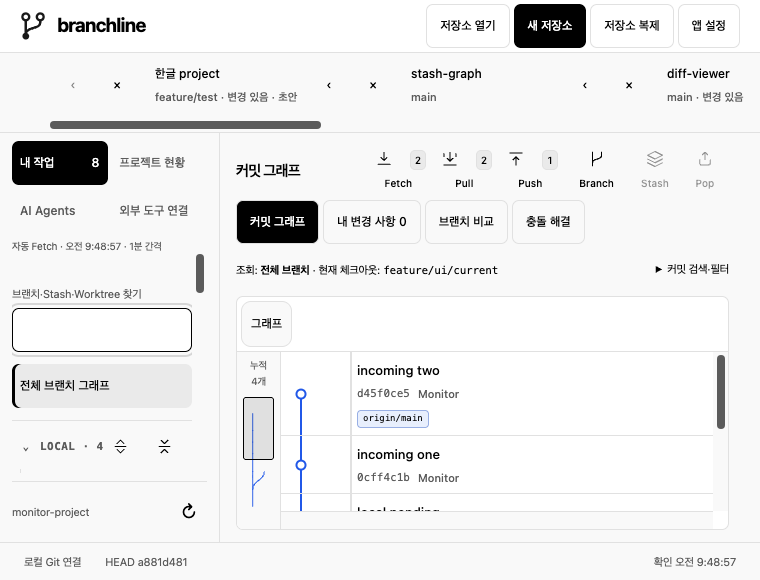 branchline
저장소 열기
새 저장소
저장소 복제
앱 설정
한글 project
feature/test · 변경 있음 · 초안
stash-graph
main
diff-viewer
main · 변경 있음
내 작업 8
프로젝트 현황
AI Agents
외부 도구 연결
자동 Fetch · 오전 9:48:57 · 1분 간격
브랜치·Stash·Worktree 찾기
전체 브랜치 그래프
LOCAL · 4
monitor-project
커밋 그래프
2
Fetch
2
Pull
1
Push
Branch
Stash
Pop
커밋 그래프
내 변경 사항 0
브랜치 비교
충돌 해결
조회: 전체 브랜치 · 현재 체크아웃: feature/ui/current
▶ 커밋 검색·필터
그래프
누적
4개
incoming two
d45f0ce5 Monitor
origin/main
incoming one
0cff4c1b Monitor
local pending
로컬 Git 연결
HEAD a881d481
확인 오전 9:48:57